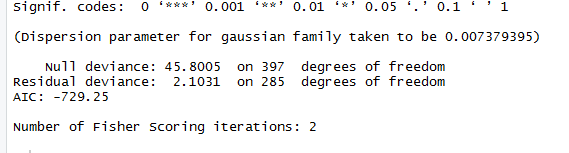 Signif. codes:  0 ‘***’ 0.001 ‘**’ 0.01 ‘*’ 0.05 ‘.’ 0.1 ‘ ’ 1
(Dispersion parameter for gaussian family taken to be 0.007379395)
Null deviance: 45.8005  on 397  degrees of freedom
Residual deviance:  2.1031  on 285  degrees of freedom
AIC: -729.25
Number of Fisher Scoring iterations: 2